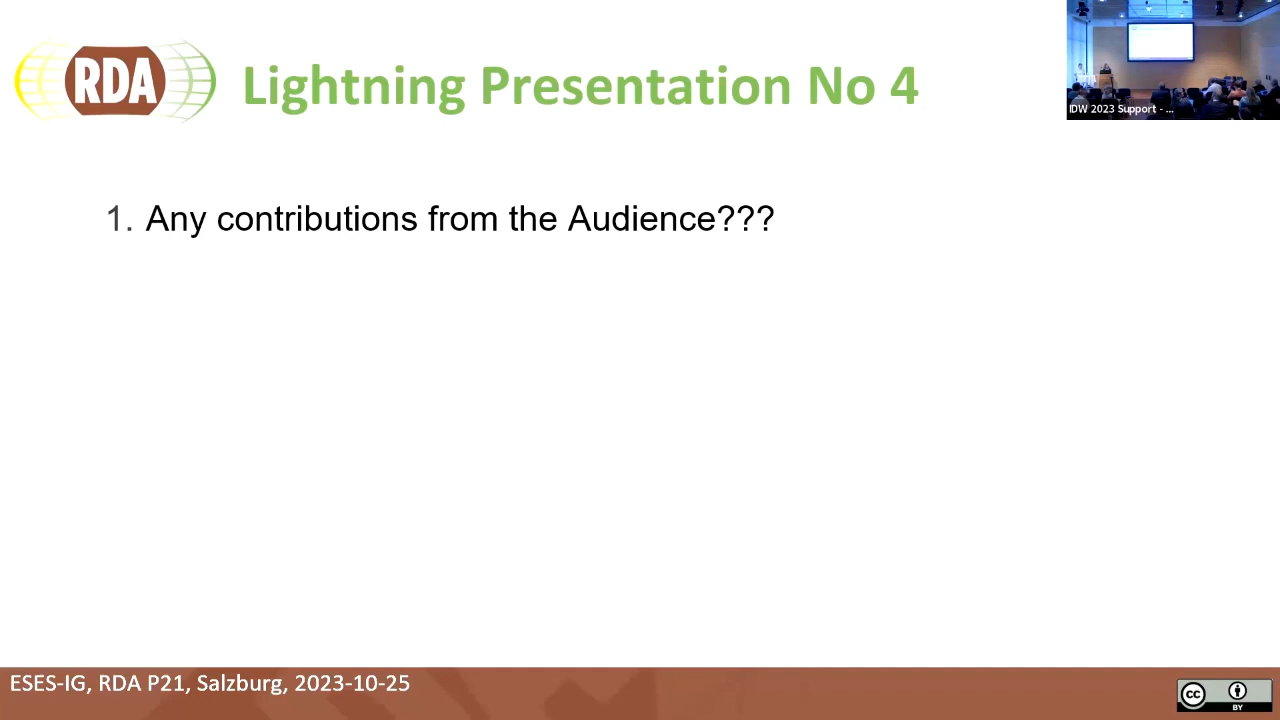 RDA
Lightning Presentation No 4
IDW 2023 Support - ...
1. Any contributions from the Audience???
ESES-IG, RDA P21, Salzburg, 2023-10-25
cc
BY